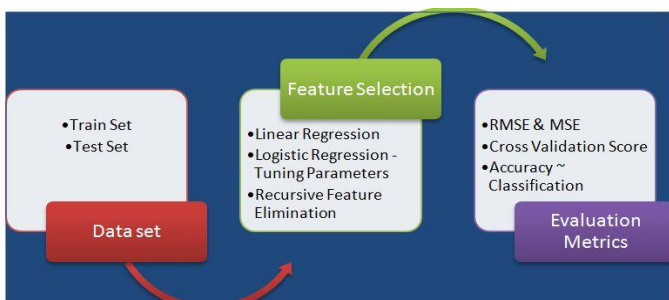 •Train Set
•Test Set
Data set
Feature Selection
•Linear Regression
•Logistic Regression -
Tuning Parameters
•Recursive Feature
Elimination
•RMSE & MSE
•Cross Validation Score
•Accuracy ~
Classification
Evaluation
Metrics